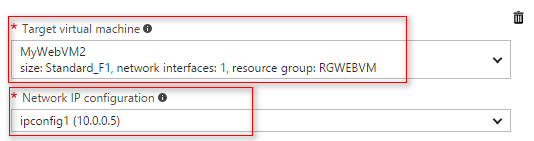 * Target virtual machine
MyWebVM2
size: Standard_F1, network interfaces: 1, resource group: RGWEBVM
* Network IP configuration
ipconfig1 (10.0.0.5)